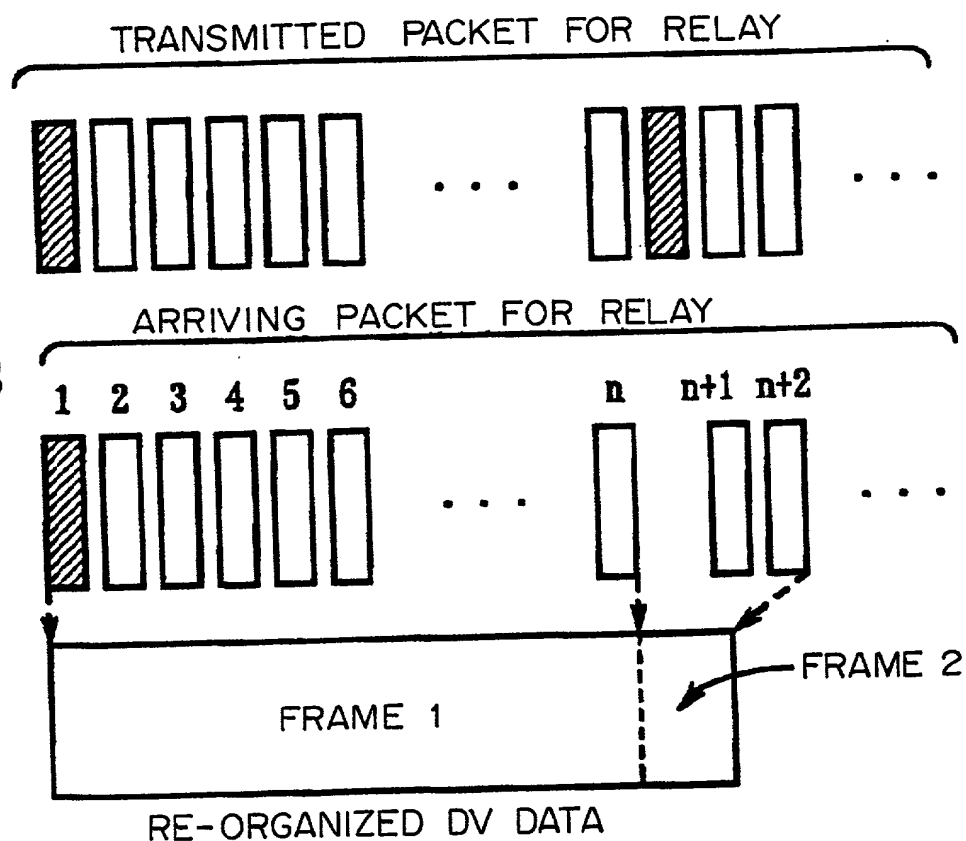 TRANSMITTED PACKET FOR RELAY
. . .
. . .
ARRIVING PACKET FOR RELAY
1 2 3 4 5 6 n n+1 n+2
. . .
. . .
FRAME 1
FRAME 2
RE-ORGANIZED DV DATA